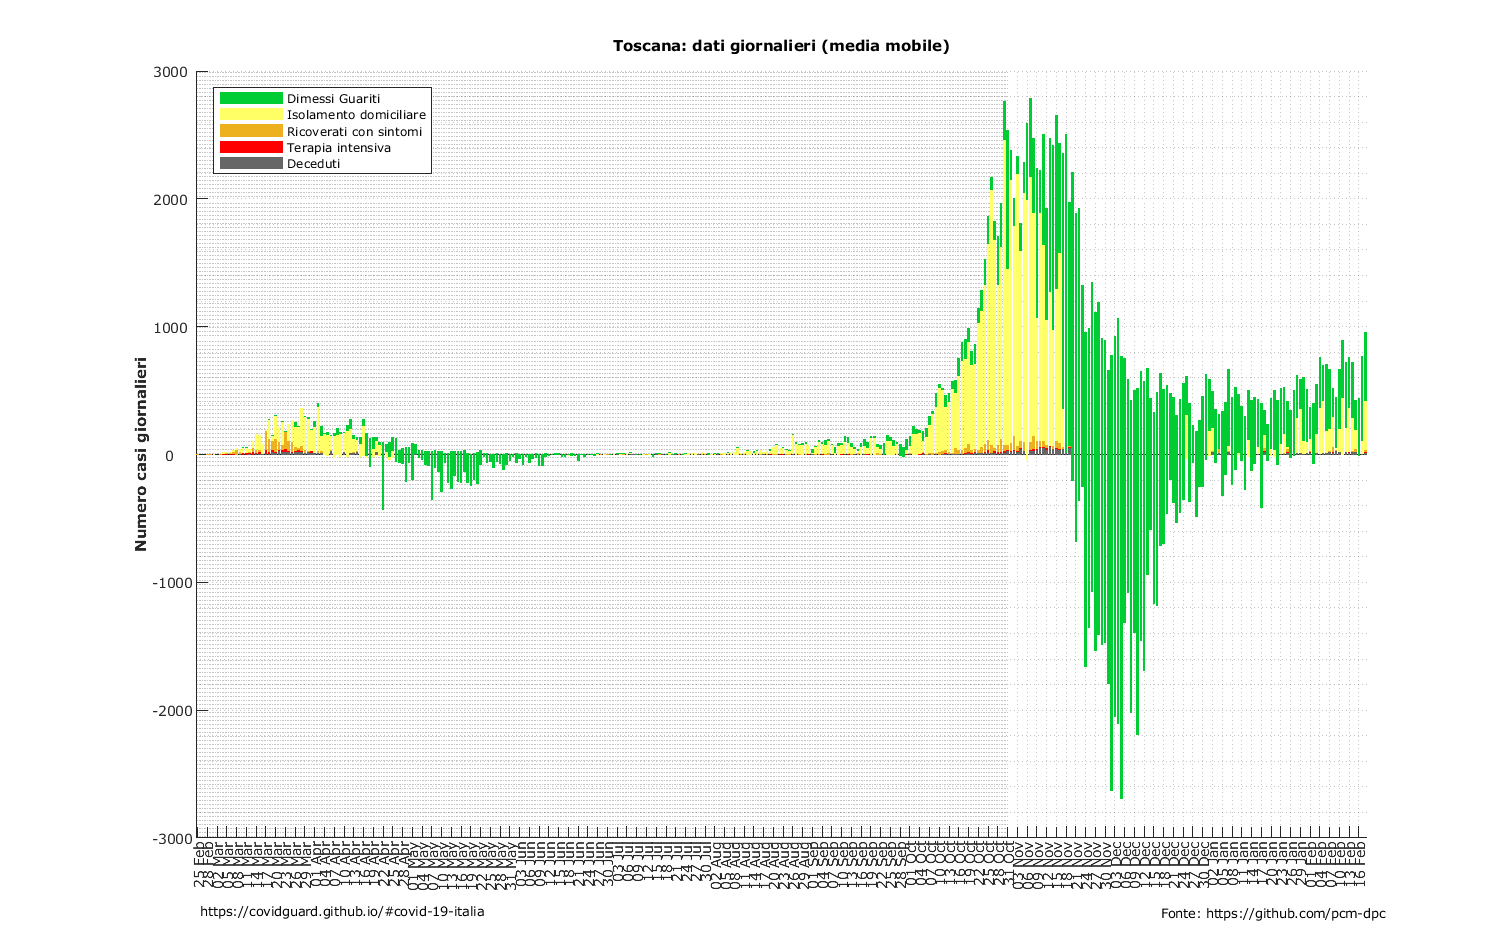 Toscana: dati giornalieri (media mobile)
Dimessi Guariti
Isolamento domiciliare
Ricoverati con sintomi
Terapia intensiva
Deceduti
Numero casi giornalieri
3000
2000
1000
0
-1000
-2000
-3000
25 Feb
28 Feb
02 Mar
05 Mar
08 Mar
11 Mar
14 Mar
17 Mar
20 Mar
23 Mar
26 Mar
29 Mar
01 Apr
04 Apr
07 Apr
10 Apr
13 Apr
16 Apr
19 Apr
22 Apr
25 Apr
28 Apr
01 May
04 May
07 May
10 May
13 May
16 May
19 May
22 May
25 May
28 May
31 May
03 Jun
06 Jun
09 Jun
12 Jun
15 Jun
18 Jun
21 Jun
24 Jun
27 Jun
30 Jun
03 Jul
06 Jul
09 Jul
12 Jul
15 Jul
18 Jul
21 Jul
24 Jul
27 Jul
30 Jul
02 Aug
05 Aug
08 Aug
11 Aug
14 Aug
17 Aug
20 Aug
23 Aug
26 Aug
29 Aug
01 Sep
04 Sep
07 Sep
10 Sep
13 Sep
16 Sep
19 Sep
22 Sep
25 Sep
28 Sep
01 Oct
04 Oct
07 Oct
10 Oct
13 Oct
16 Oct
19 Oct
22 Oct
25 Oct
28 Oct
31 Oct
03 Nov
06 Nov
09 Nov
12 Nov
15 Nov
18 Nov
21 Nov
24 Nov
27 Nov
30 Nov
03 Dec
06 Dec
09 Dec
12 Dec
15 Dec
18 Dec
21 Dec
24 Dec
27 Dec
30 Dec
02 Jan
05 Jan
08 Jan
11 Jan
14 Jan
17 Jan
20 Jan
23 Jan
26 Jan
29 Jan
01 Feb
04 Feb
07 Feb
10 Feb
13 Feb
16 Feb
https://covidguard.github.io/#covid-19-italia
Fonte: https://github.com/pcm-dpc